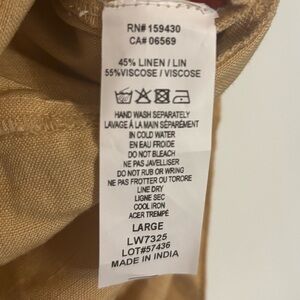 RN# 159430
CA# 06569
45% LINEN / LIN
55%VISCOSE / VISCOSE
HAND WASH SEPARATELY
LAVAGE À LA MAIN SÉPARÉMENT
IN COLD WATER
EN EAU FROIDE
DO NOT BLEACH
NE PAS JAVELLISER
DO NOT RUB OR WRING
NE PAS FROTTER OU TORORE
LINE DRY
LIGNE SEC
COOL IRON
ACER TREMPÉ
LARGE
LW7325
LOT#57436
MADE IN INDIA